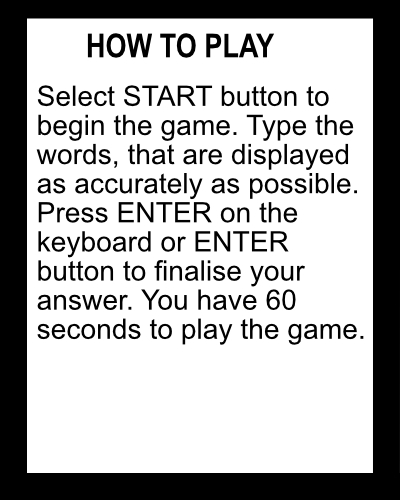 HOW TO PLAY
Select START button to
begin the game. Type the
words, that are displayed
as accurately as possible.
Press ENTER on the
keyboard or ENTER
button to finalise your
answer. You have 60
seconds to play the game.